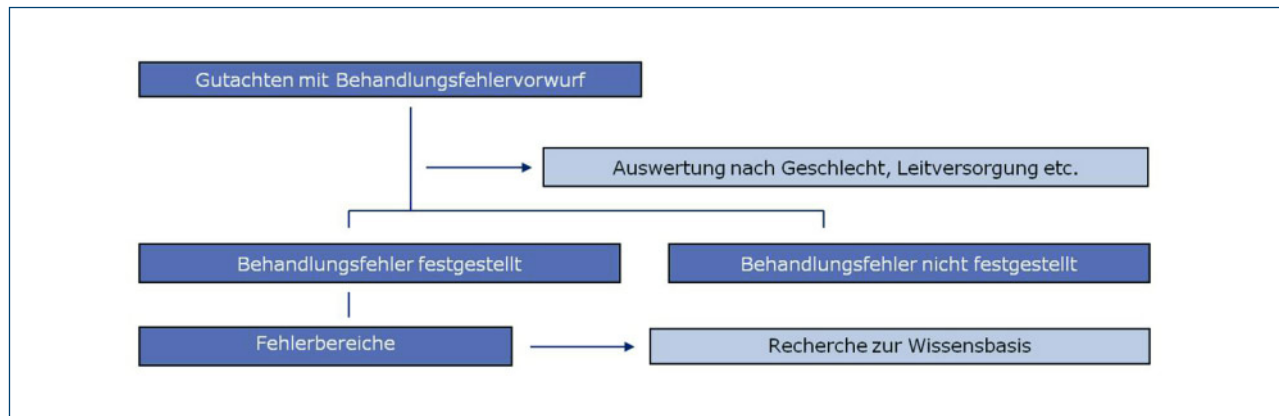 Gutachten mit Behandlungsfehlervorwurf
Auswertung nach Geschlecht, Leitversorgung etc.
Behandlungsfehler festgestellt
Behandlungsfehler nicht festgestellt
Fehlerbereiche
Recherche zur Wissensbasis